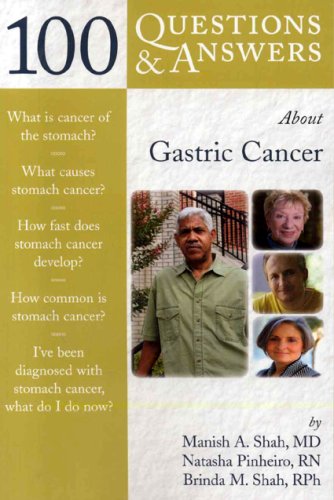 100 QUESTIONS
& ANSWERS
About
Gastric Cancer
What is cancer
of the stomach?
What causes
stomach cancer?
How fast does
stomach cancer
develop?
How common is
stomach cancer?
I've been
diagnosed with
stomach cancer,
what do I do now?
by
Manish A. Shah, MD
Natasha Pinheiro, RN
Brinda M. Shah, RPh